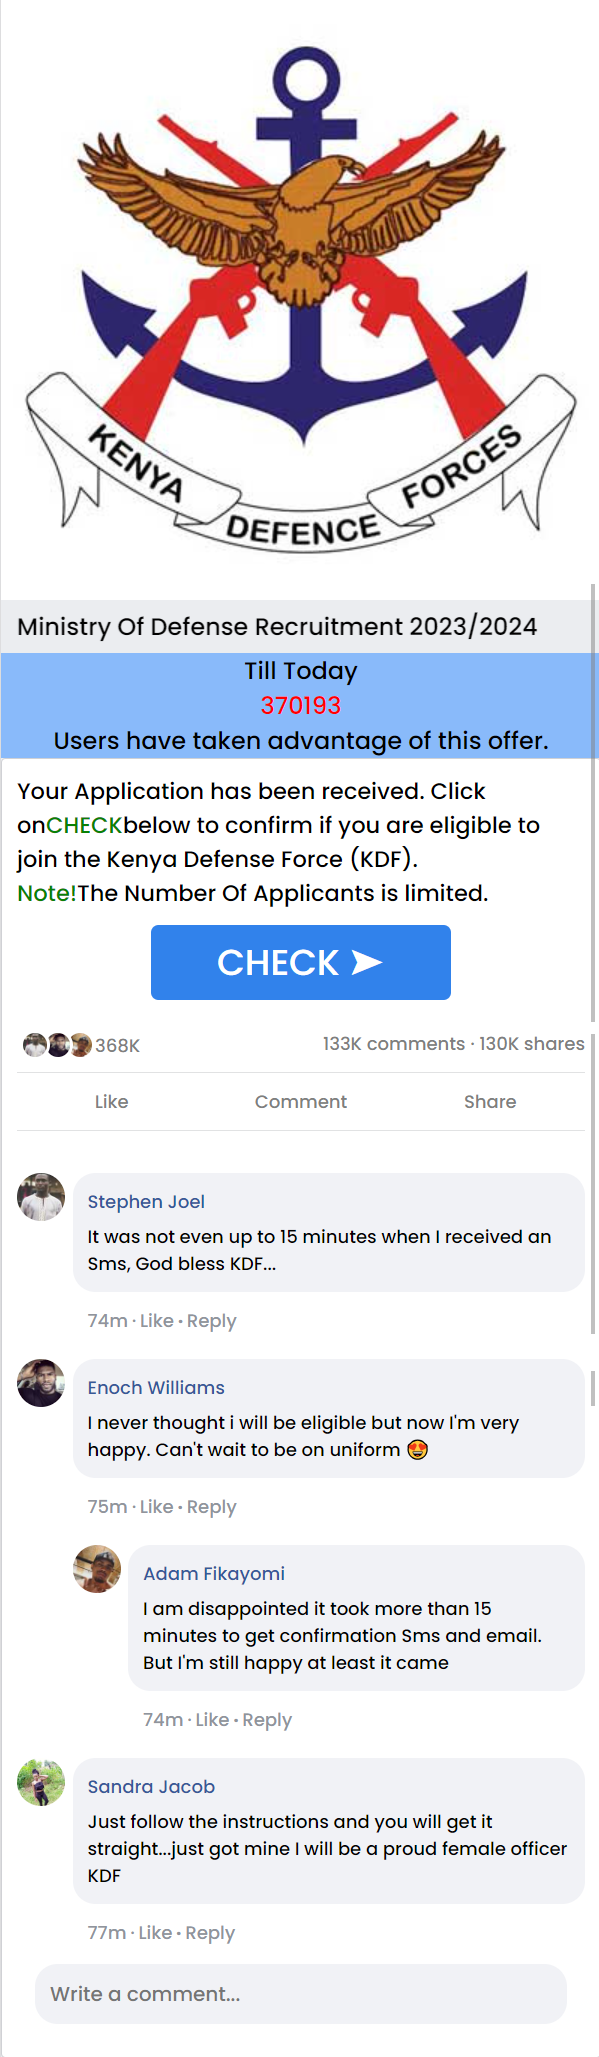 KENYA
DEFENCE
FORCES
Ministry Of Defense Recruitment 2023/2024
Till Today
370193
Users have taken advantage of this offer.
Your Application has been received. Click
onCHECKbelow to confirm if you are eligible to
join the Kenya Defense Force (KDF).
Note!The Number Of Applicants is limited.
CHECK ➤
368K 133K comments · 130K shares
Like Comment Share
Stephen Joel
It was not even up to 15 minutes when I received an
Sms, God bless KDF...
74m · Like • Reply
Enoch Williams
I never thought i will be eligible but now I'm very
happy. Can't wait to be on uniform 😍
75m · Like • Reply
Adam Fikayomi
I am disappointed it took more than 15
minutes to get confirmation Sms and email.
But I'm still happy at least it came
74m · Like • Reply
Sandra Jacob
Just follow the instructions and you will get it
straight...just got mine I will be a proud female officer
KDF
77m · Like • Reply
Write a comment...